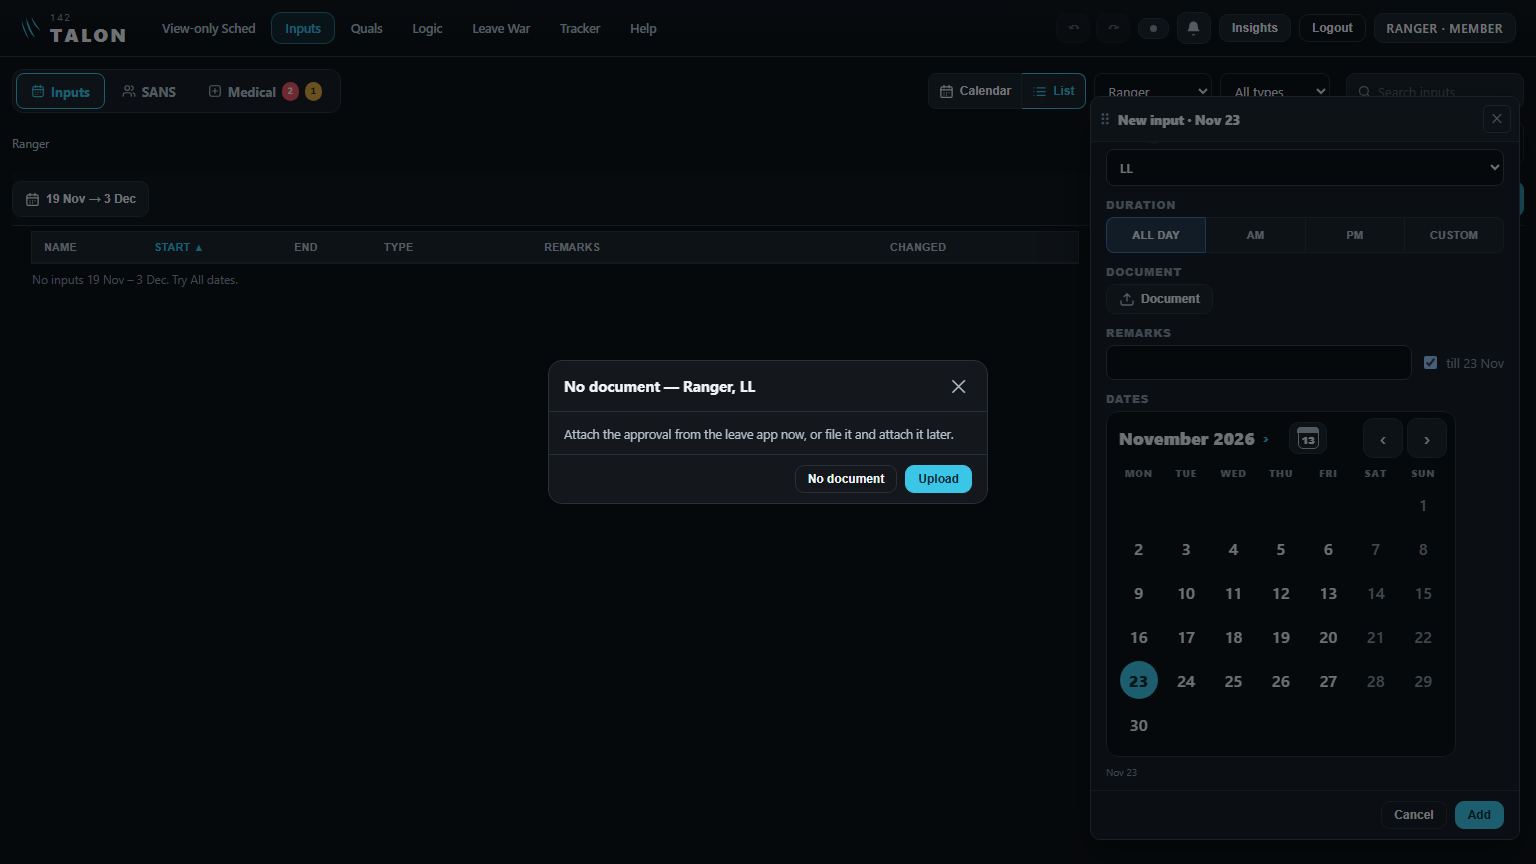 142
TALON
View-only Sched
Inputs
Quals
Logic
Leave War
Tracker
Help
Insights
Logout
RANGER · MEMBER
Inputs
SANS
Medical 2 1
Calendar
List
Ranger
All types
Search inputs
Ranger
19 Nov → 3 Dec
NAME START ▲ END TYPE REMARKS CHANGED
No inputs 19 Nov – 3 Dec. Try All dates.
No document — Ranger, LL
Attach the approval from the leave app now, or file it and attach it later.
No document
Upload
New input · Nov 23
LL
DURATION
ALL DAY AM PM CUSTOM
DOCUMENT
Document
REMARKS
till 23 Nov
DATES
November 2026 › 13 ‹ ›
MON TUE WED THU FRI SAT SUN
1
2 3 4 5 6 7 8
9 10 11 12 13 14 15
16 17 18 19 20 21 22
23 24 25 26 27 28 29
30
Nov 23
Cancel
Add